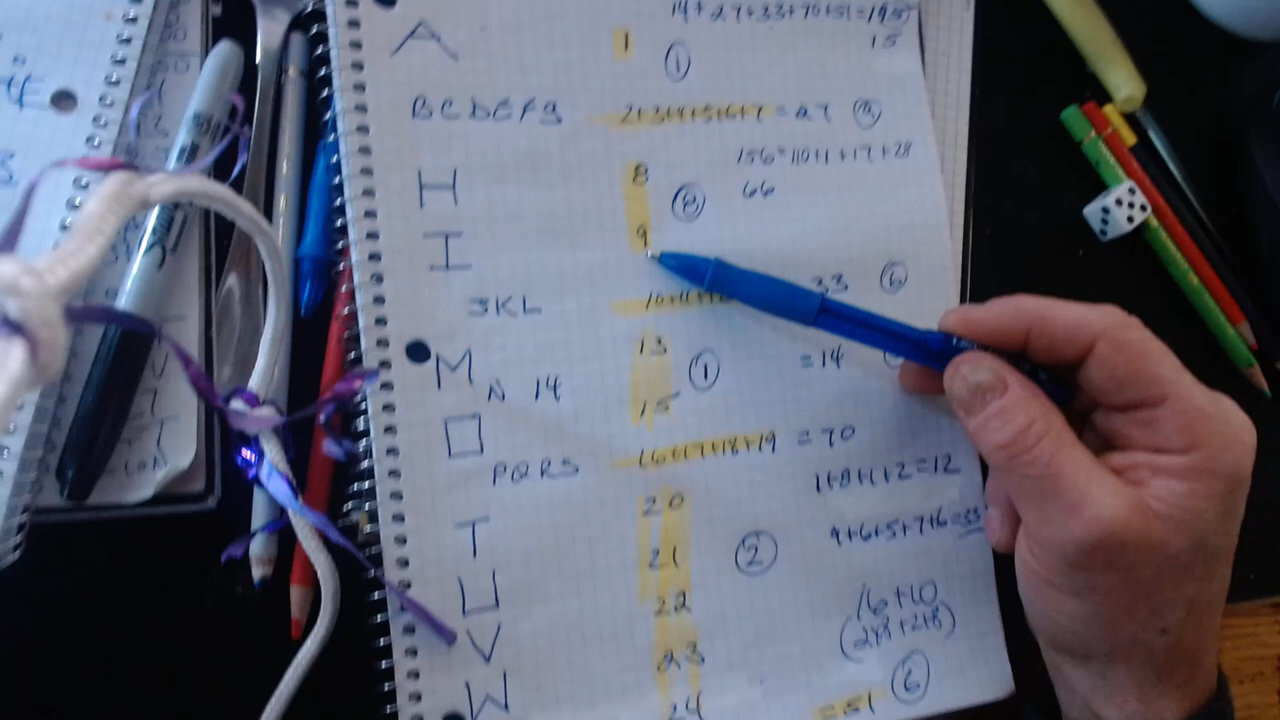 14+27+33+70+51=195
15
A 1 ①
BCDEFG 2+3+4+5+6+7 = 27
156=110+1+17+28
H 8 ⑧ 66
I 9
JKL 10+11+ 33 ⑥
M 13
N 14 ① =14
O 15
PQRS 16+17+18+19 = 70
1+8+1+2=12
T 20
21 ② 9+6+5+7+6=33
U 22
16+10
(2+8+2+8)
V 23
W 24 =51 ⑥